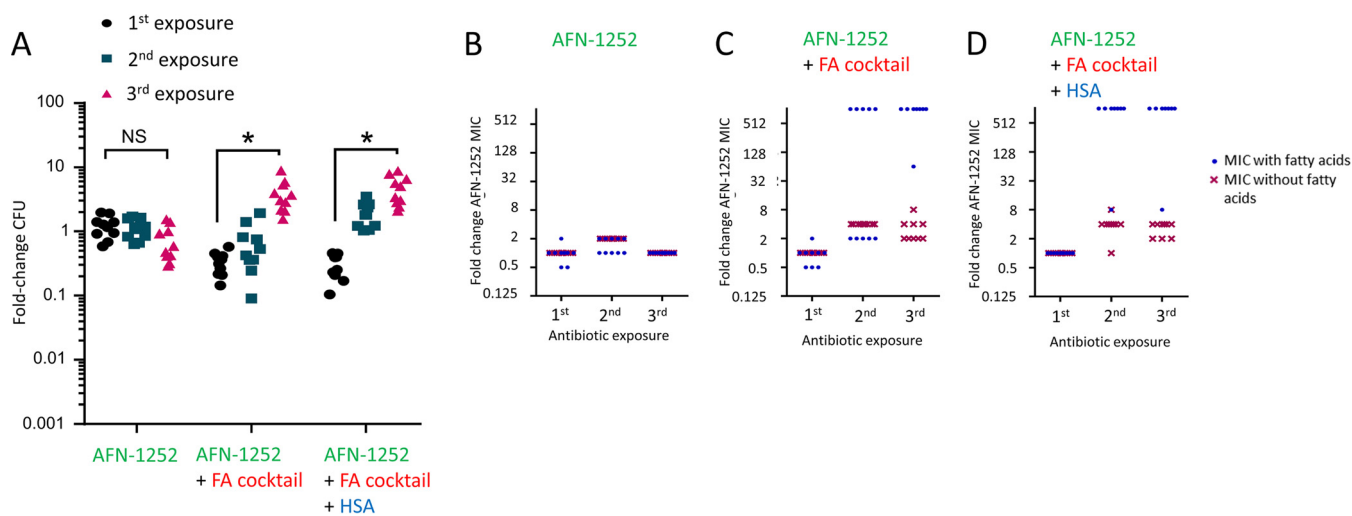 1st exposure
2nd exposure
3rd exposure
A
Fold-change CFU
100
10
1
0.1
0.01
0.001
NS
*
*
AFN-1252
AFN-1252
+ FA cocktail
AFN-1252
+ FA cocktail
+ HSA
B
AFN-1252
Fold change AFN-1252 MIC
512
128
32
8
2
0.5
0.125
1st
2nd
3rd
Antibiotic exposure
C
AFN-1252
+ FA cocktail
Fold change AFN-1252 MIC
512
128
32
8
2
0.5
0.125
1st
2nd
3rd
Antibiotic exposure
D
AFN-1252
+ FA cocktail
+ HSA
Fold change AFN-1252 MIC
512
128
32
8
2
0.5
0.125
1st
2nd
3rd
Antibiotic exposure
MIC with fatty acids
MIC without fatty
acids